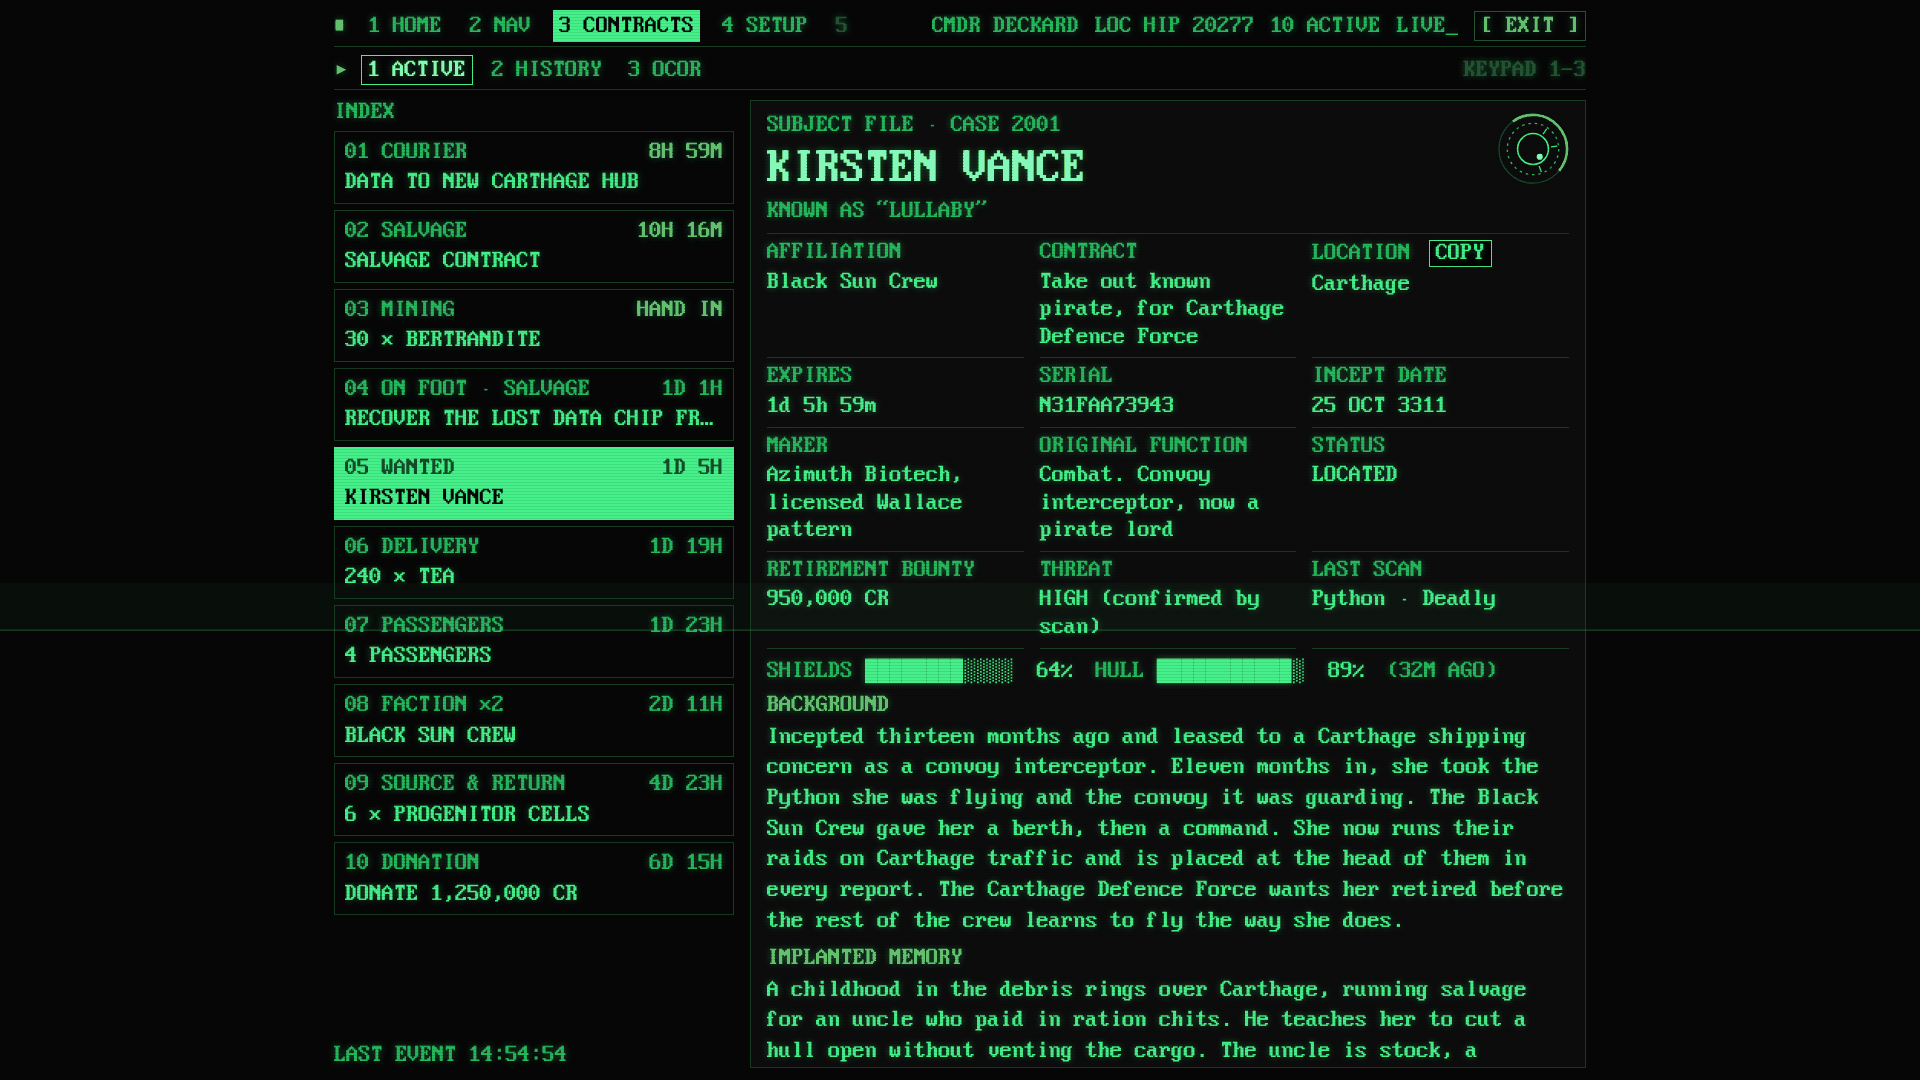 1 HOME 2 NAV 3 CONTRACTS 4 SETUP 5 CMDR DECKARD LOC HIP 20277 10 ACTIVE LIVE_ [ EXIT ]
▶ 1 ACTIVE 2 HISTORY 3 OCOR KEYPAD 1-3
INDEX
01 COURIER 8H 59M
DATA TO NEW CARTHAGE HUB
02 SALVAGE 10H 16M
SALVAGE CONTRACT
03 MINING HAND IN
30 × BERTRANDITE
04 ON FOOT · SALVAGE 1D 1H
RECOVER THE LOST DATA CHIP FR…
05 WANTED 1D 5H
KIRSTEN VANCE
06 DELIVERY 1D 19H
240 × TEA
07 PASSENGERS 1D 23H
4 PASSENGERS
08 FACTION ×2 2D 11H
BLACK SUN CREW
09 SOURCE & RETURN 4D 23H
6 × PROGENITOR CELLS
10 DONATION 6D 15H
DONATE 1,250,000 CR
LAST EVENT 14:54:54
SUBJECT FILE · CASE 2001
KIRSTEN VANCE
KNOWN AS “LULLABY”
AFFILIATION
Black Sun Crew
CONTRACT
Take out known
pirate, for Carthage
Defence Force
LOCATION COPY
Carthage
EXPIRES
1d 5h 59m
SERIAL
N31FAA73943
INCEPT DATE
25 OCT 3311
MAKER
Azimuth Biotech,
licensed Wallace
pattern
ORIGINAL FUNCTION
Combat. Convoy
interceptor, now a
pirate lord
STATUS
LOCATED
RETIREMENT BOUNTY
950,000 CR
THREAT
HIGH (confirmed by
scan)
LAST SCAN
Python · Deadly
SHIELDS 64% HULL 89% (32M AGO)
BACKGROUND
Incepted thirteen months ago and leased to a Carthage shipping
concern as a convoy interceptor. Eleven months in, she took the
Python she was flying and the convoy it was guarding. The Black
Sun Crew gave her a berth, then a command. She now runs their
raids on Carthage traffic and is placed at the head of them in
every report. The Carthage Defence Force wants her retired before
the rest of the crew learns to fly the way she does.
IMPLANTED MEMORY
A childhood in the debris rings over Carthage, running salvage
for an uncle who paid in ration chits. He teaches her to cut a
hull open without venting the cargo. The uncle is stock, a